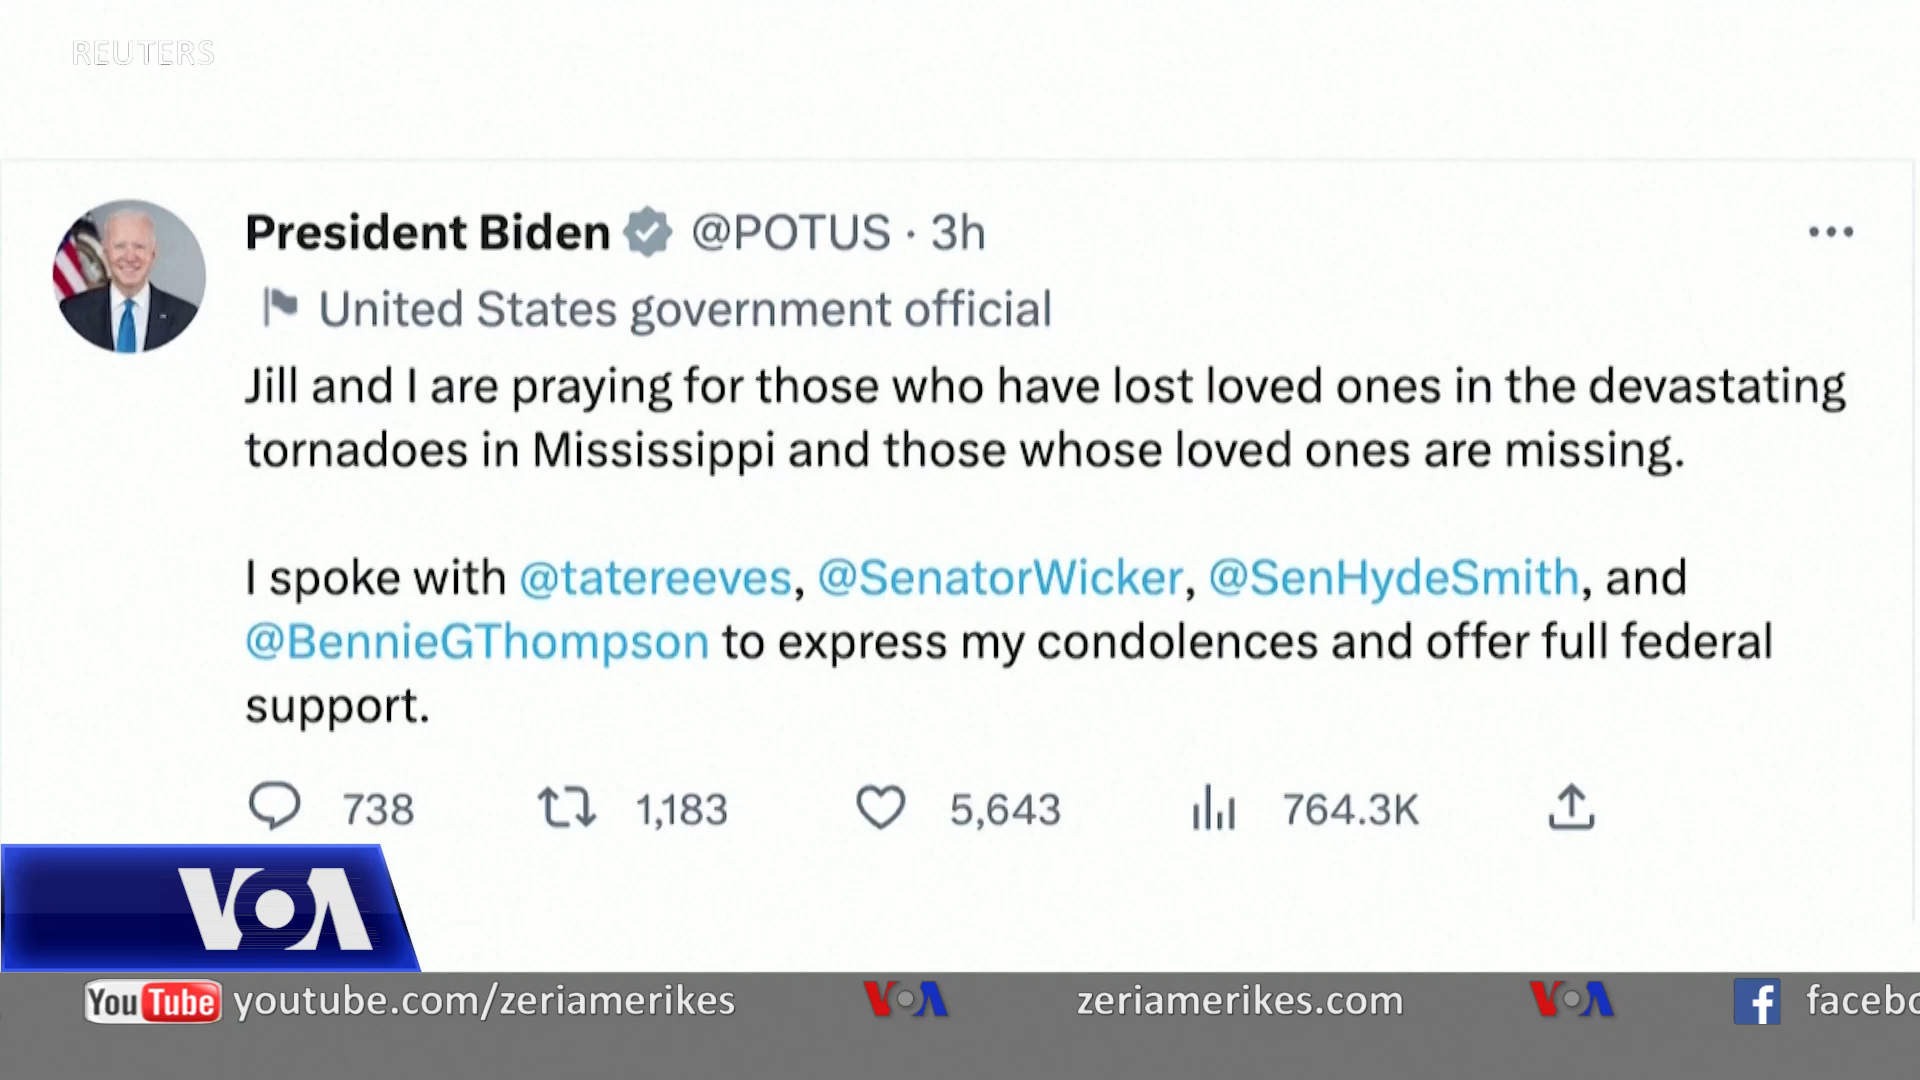 REUTERS
President Biden @POTUS · 3h
United States government official
Jill and I are praying for those who have lost loved ones in the devastating
tornadoes in Mississippi and those whose loved ones are missing.
I spoke with @tatereeves, @SenatorWicker, @SenHydeSmith, and
@BennieGThompson to express my condolences and offer full federal
support.
738 1,183 5,643 764.3K
VOA
YouTube youtube.com/zeriamerikes VOA zeriamerikes.com VOA f facebo